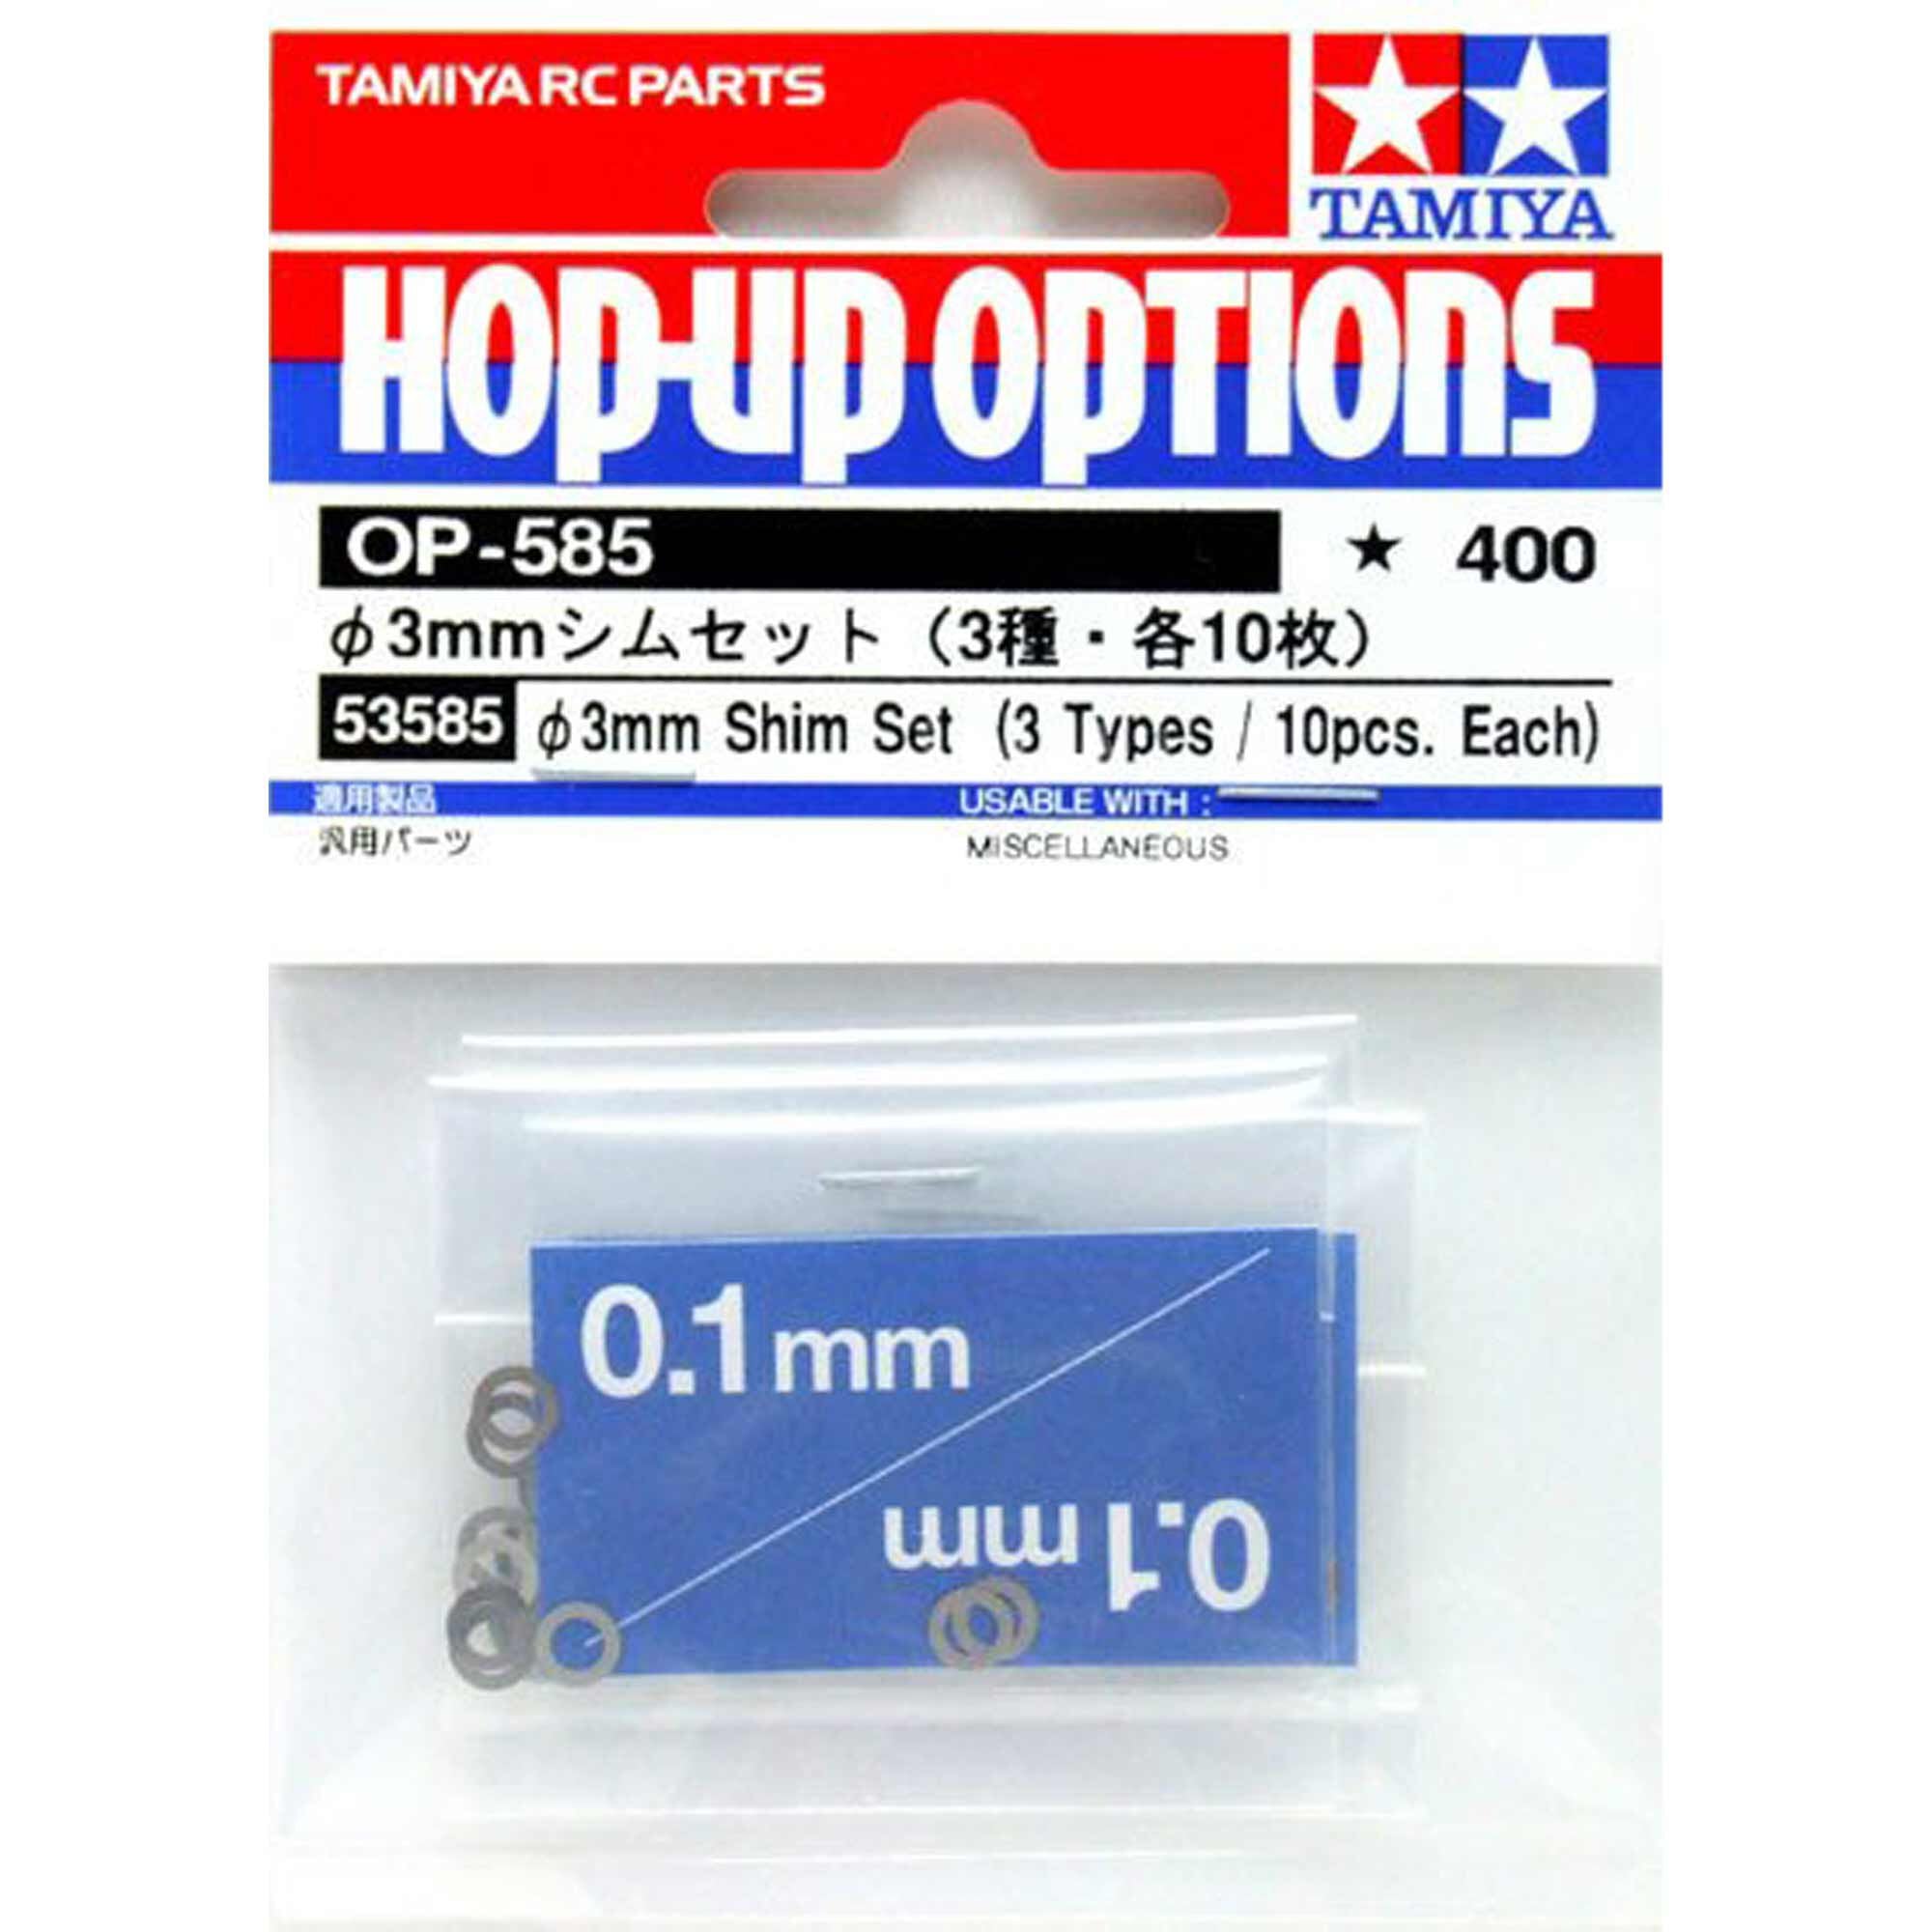 TAMIYA RC PARTS
TAMIYA
HOP-UP OPTIONS
OP-585 ★ 400
φ3mmシムセット（3種・各10枚）
53585 φ3mm Shim Set (3 Types / 10pcs. Each)
適用製品 USABLE WITH :
汎用パーツ MISCELLANEOUS
0.1mm
0.1mm